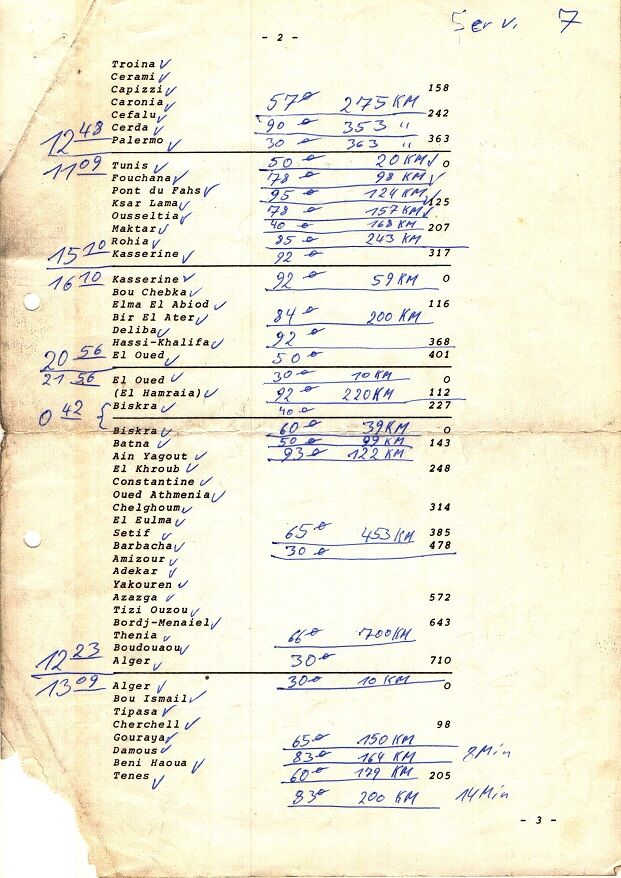 Serv. 7
- 2 -
Troina
Cerami
Capizzi 158
Caronia 57 275 KM
Cefalu 242
Cerda 90 353 "
12 48 Palermo 30 363 " 363
11 09 Tunis 50 20 KM 0
Fouchana 78 98 KM
Pont du Fahs 95 124 KM
Ksar Lama 125
Ousseltia 78 157 KM
Maktar 40 168 KM 207
Rohia 85 243 KM
15 10 Kasserine 92 317
16 10 Kasserine 92 59 KM 0
Bou Chebka
Elma El Abiod 116
Bir El Ater 84 200 KM
Deliba
Hassi-Khalifa 92 368
20 56 El Oued 50 401
21 56 El Oued 30 10 KM 0
(El Hamraia) 92 220 KM 112
0 42 { Biskra 40 227
Biskra 60 39 KM 0
Batna 50 99 KM 143
Ain Yagout 93 122 KM
El Khroub 248
Constantine
Oued Athmenia
Chelghoum 314
El Eulma
Setif 65 453 KM 385
Barbacha 30 478
Amizour
Adekar
Yakouren
Azazga 572
Tizi Ouzou
Bordj-Menaiel 643
Thenia 66 700 KM
Boudouaou
12 23 Alger 30 710
13 09 Alger 30 10 KM 0
Bou Ismail
Tipasa
Cherchell 98
Gouraya 65 150 KM
Damous 83 164 KM 8 Min
Beni Haoua 60 179 KM
Tenes 205
83 200 KM 14 Min
- 3 -